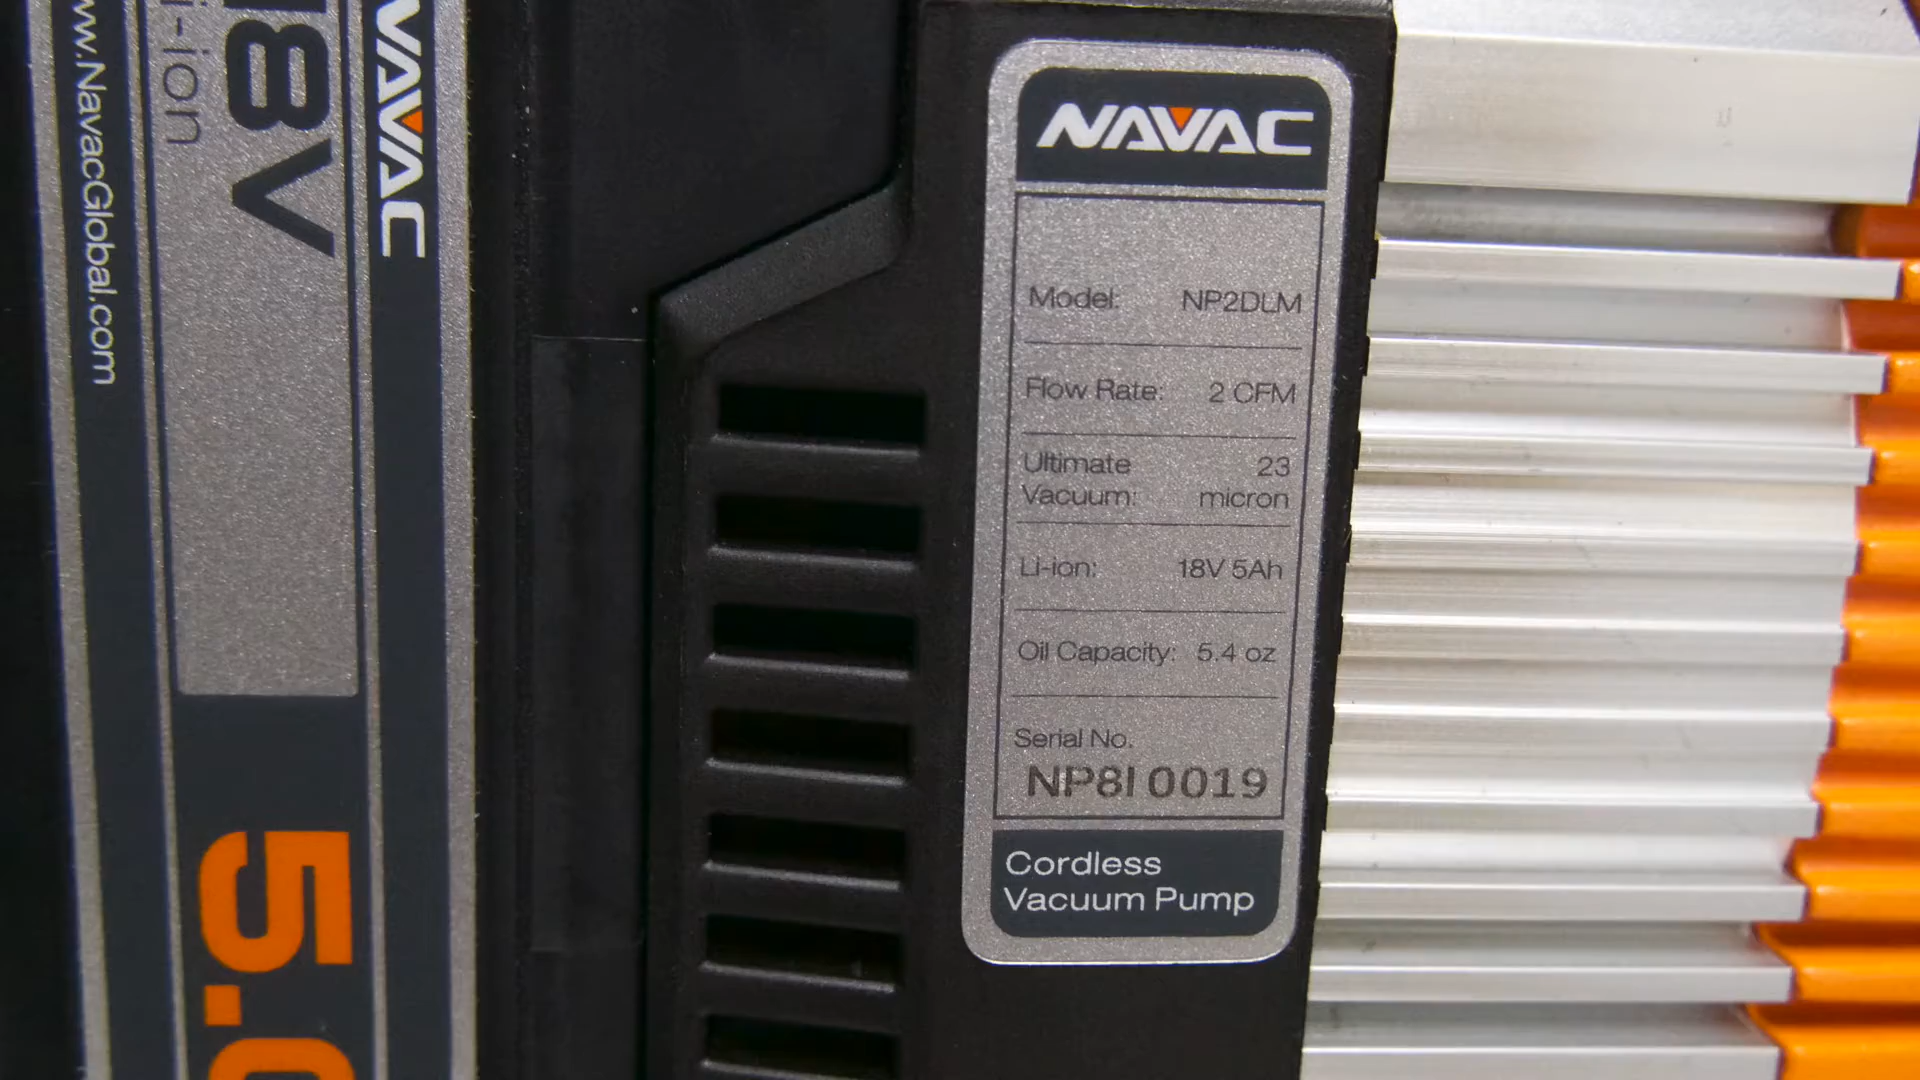 www.NavacGlobal.com
Li-ion
18V
NAVAC
5.0
NAVAC
Model: NP2DLM
Flow Rate: 2 CFM
Ultimate 23
Vacuum: micron
Li-ion: 18V 5Ah
Oil Capacity: 5.4 oz
Serial No.
NP8I 0019
Cordless
Vacuum Pump